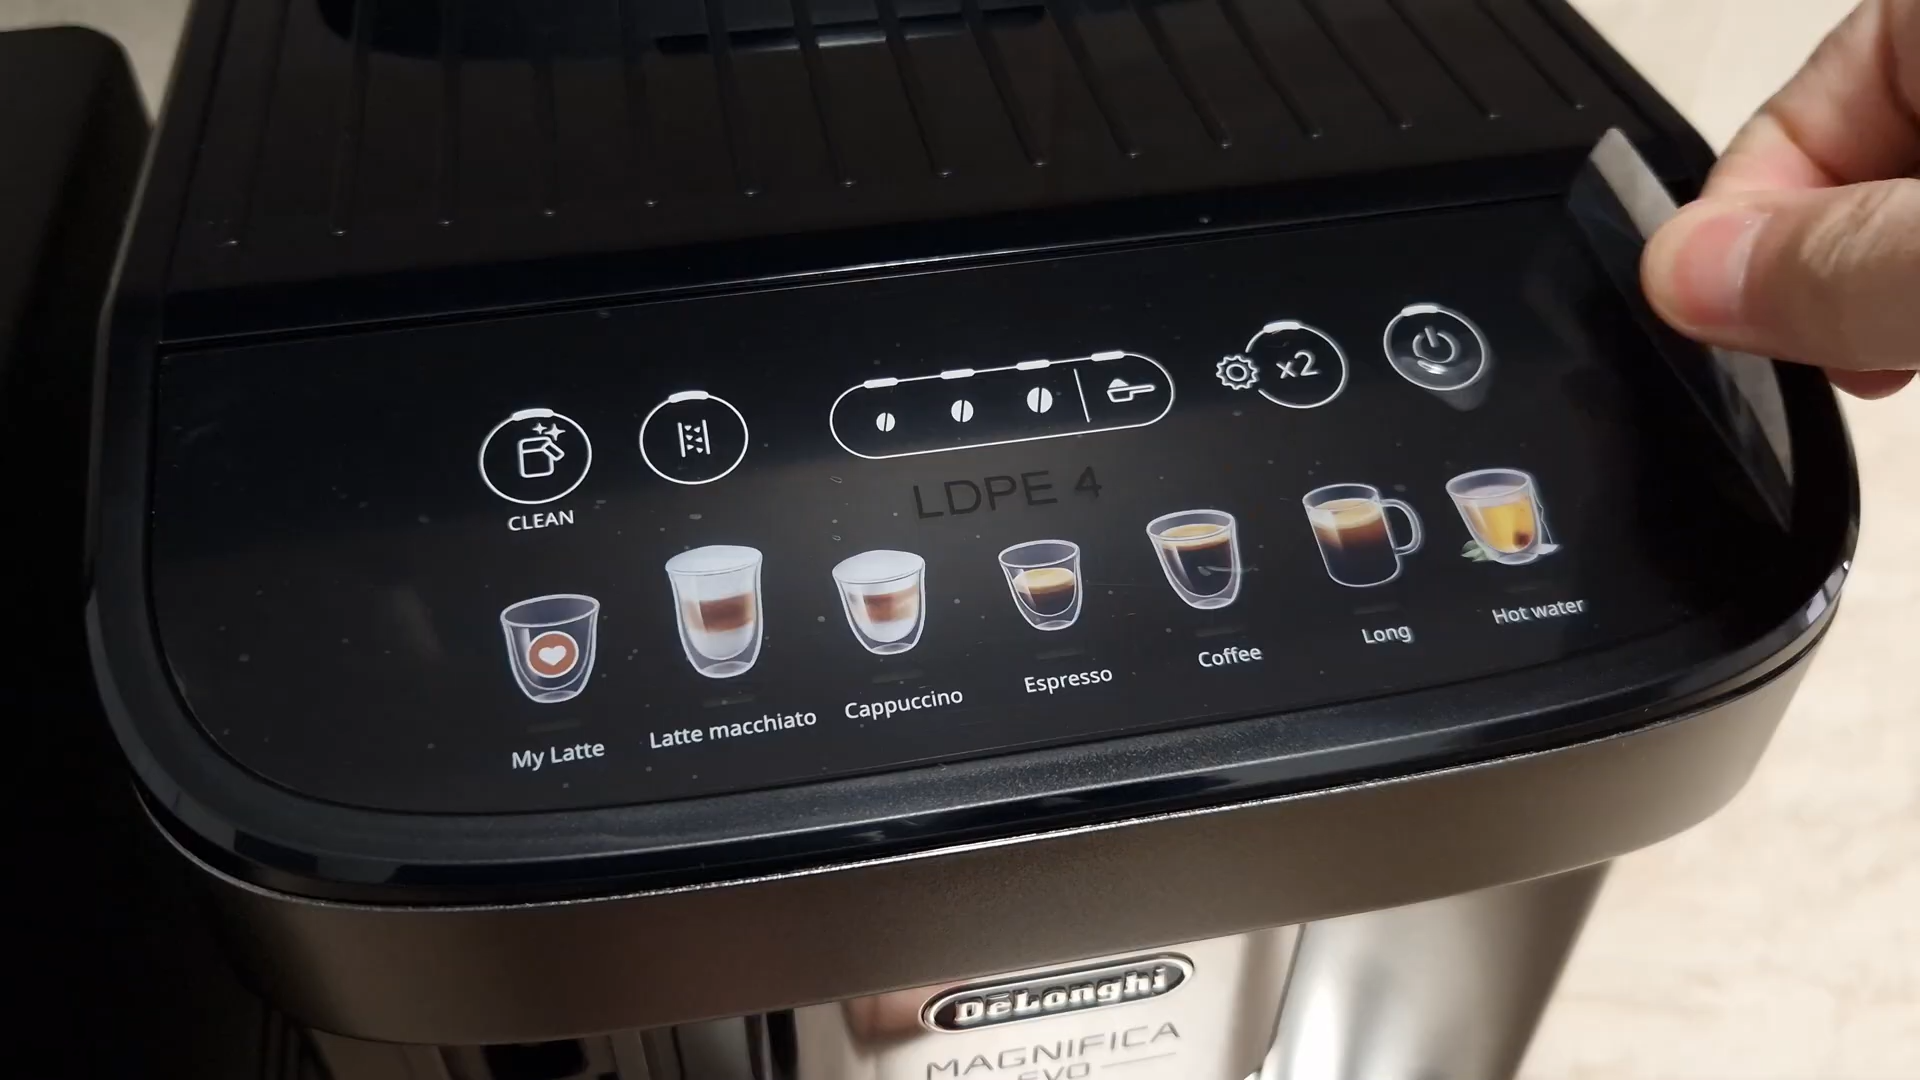 x2
CLEAN
LDPE 4
My Latte
Latte macchiato
Cappuccino
Espresso
Coffee
Long
Hot water
DeLonghi
MAGNIFICA
EVO